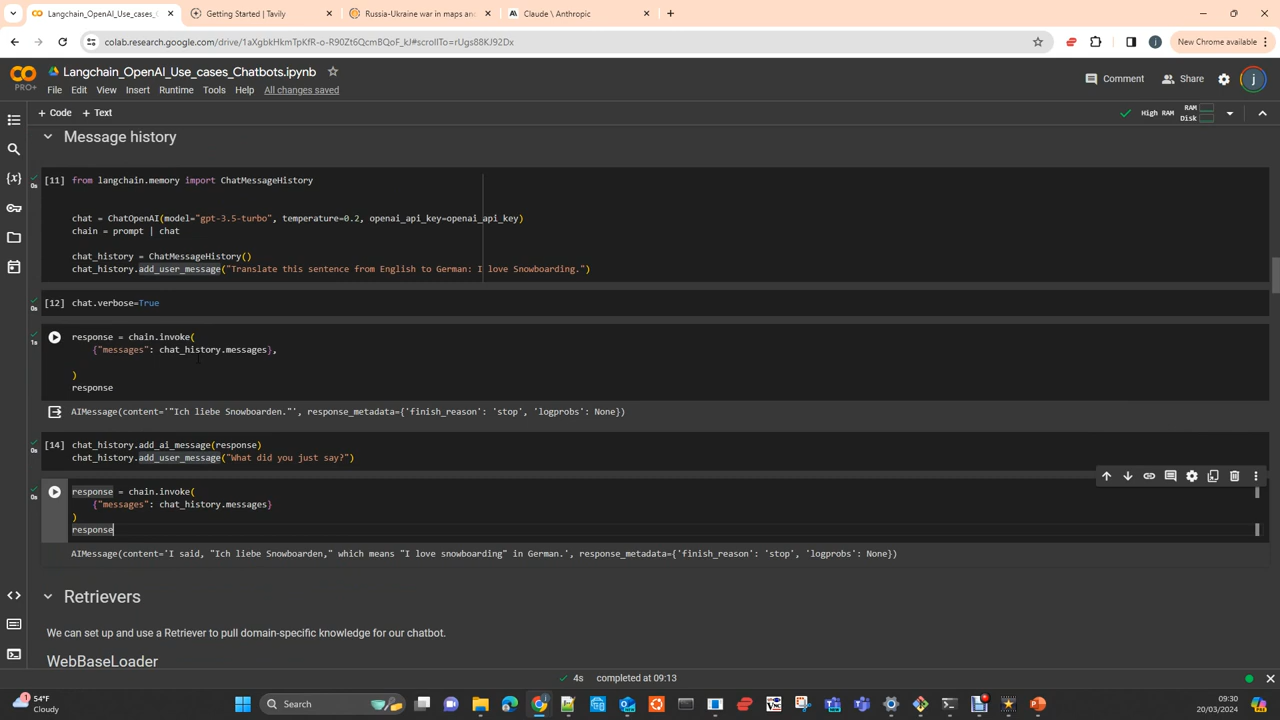 Langchain_OpenAI_Use_cases_C
Getting Started | Tavily
Russia-Ukraine war in maps an
Claude \ Anthropic
colab.research.google.com/drive/1aXgbkHkmTpKfR-o-R90Zt6QcmBQoF_kJ#scrollTo=rUgs88KJ92Dx
New Chrome available
PRO+
Langchain_OpenAI_Use_cases_Chatbots.ipynb
Comment
Share
j
File Edit View Insert Runtime Tools Help All changes saved
+ Code + Text
High RAM
RAM
Disk
Message history
[11] from langchain.memory import ChatMessageHistory
0s
chat = ChatOpenAI(model="gpt-3.5-turbo", temperature=0.2, openai_api_key=openai_api_key)
chain = prompt | chat
chat_history = ChatMessageHistory()
chat_history.add_user_message("Translate this sentence from English to German: I love Snowboarding.")
[12] chat.verbose=True
0s
response = chain.invoke(
1s
{"messages": chat_history.messages},
)
response
AIMessage(content='"Ich liebe Snowboarden."', response_metadata={'finish_reason': 'stop', 'logprobs': None})
[14] chat_history.add_ai_message(response)
0s
chat_history.add_user_message("What did you just say?")
response = chain.invoke(
0s
{"messages": chat_history.messages}
)
response
AIMessage(content='I said, "Ich liebe Snowboarden," which means "I love snowboarding" in German.', response_metadata={'finish_reason': 'stop', 'logprobs': None})
Retrievers
We can set up and use a Retriever to pull domain-specific knowledge for our chatbot.
WebBaseLoader
4s completed at 09:13
54°F
Cloudy
Search
09:30
20/03/2024